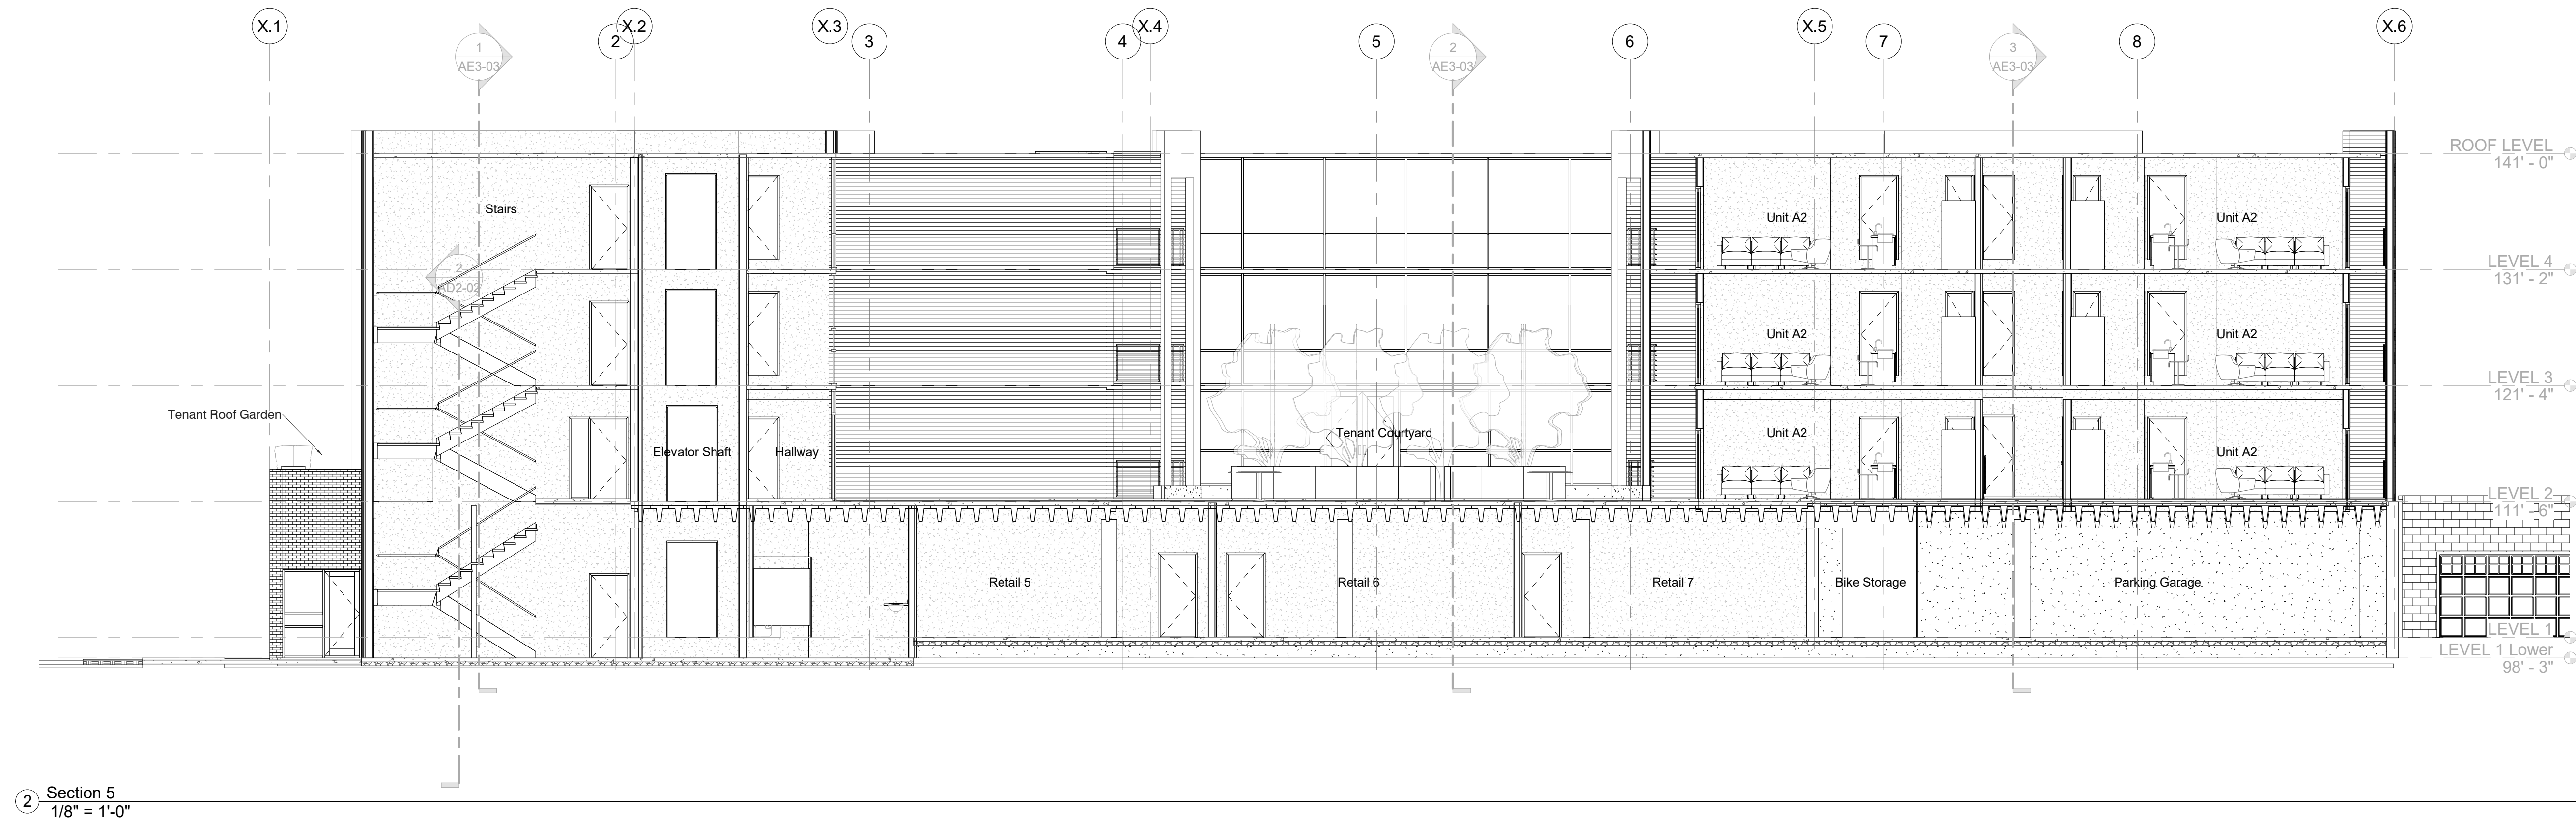 X.1
2
X.2
X.3
3
4
X.4
5
6
X.5
7
8
X.6
1
AE3-03
2
AE3-03
3
AE3-03
ROOF LEVEL
141' - 0"
Stairs
Unit A2
Unit A2
2
AD2-02
LEVEL 4
131' - 2"
Unit A2
Unit A2
LEVEL 3
121' - 4"
Tenant Roof Garden
Elevator Shaft
Hallway
Tenant Courtyard
Unit A2
Unit A2
LEVEL 2
111' - 6"
Retail 5
Retail 6
Retail 7
Bike Storage
Parking Garage
LEVEL 1
LEVEL 1 Lower
98' - 3"
2
Section 5
1/8" = 1'-0"